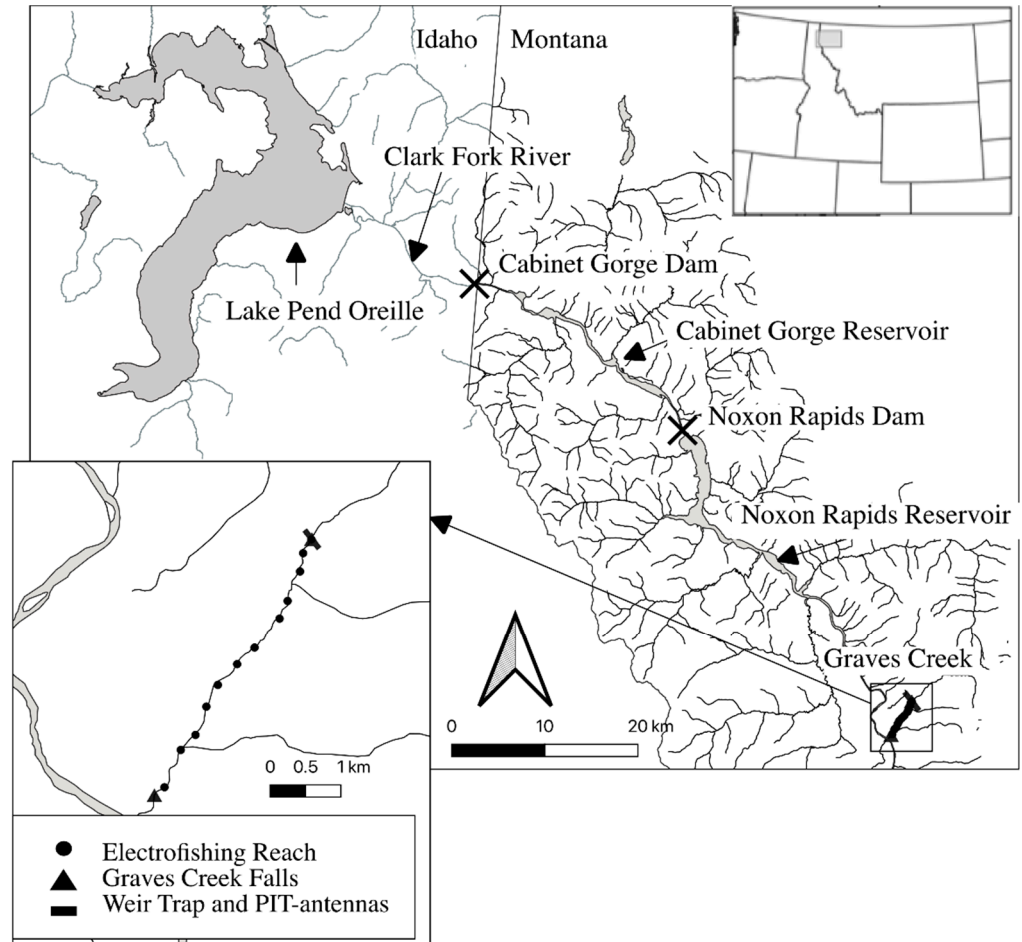 Idaho
Montana
Clark Fork River
Cabinet Gorge Dam
Lake Pend Oreille
Cabinet Gorge Reservoir
Noxon Rapids Dam
Noxon Rapids Reservoir
Graves Creek
0 10 20 km
0 0.5 1 km
Electrofishing Reach
Graves Creek Falls
Weir Trap and PIT-antennas